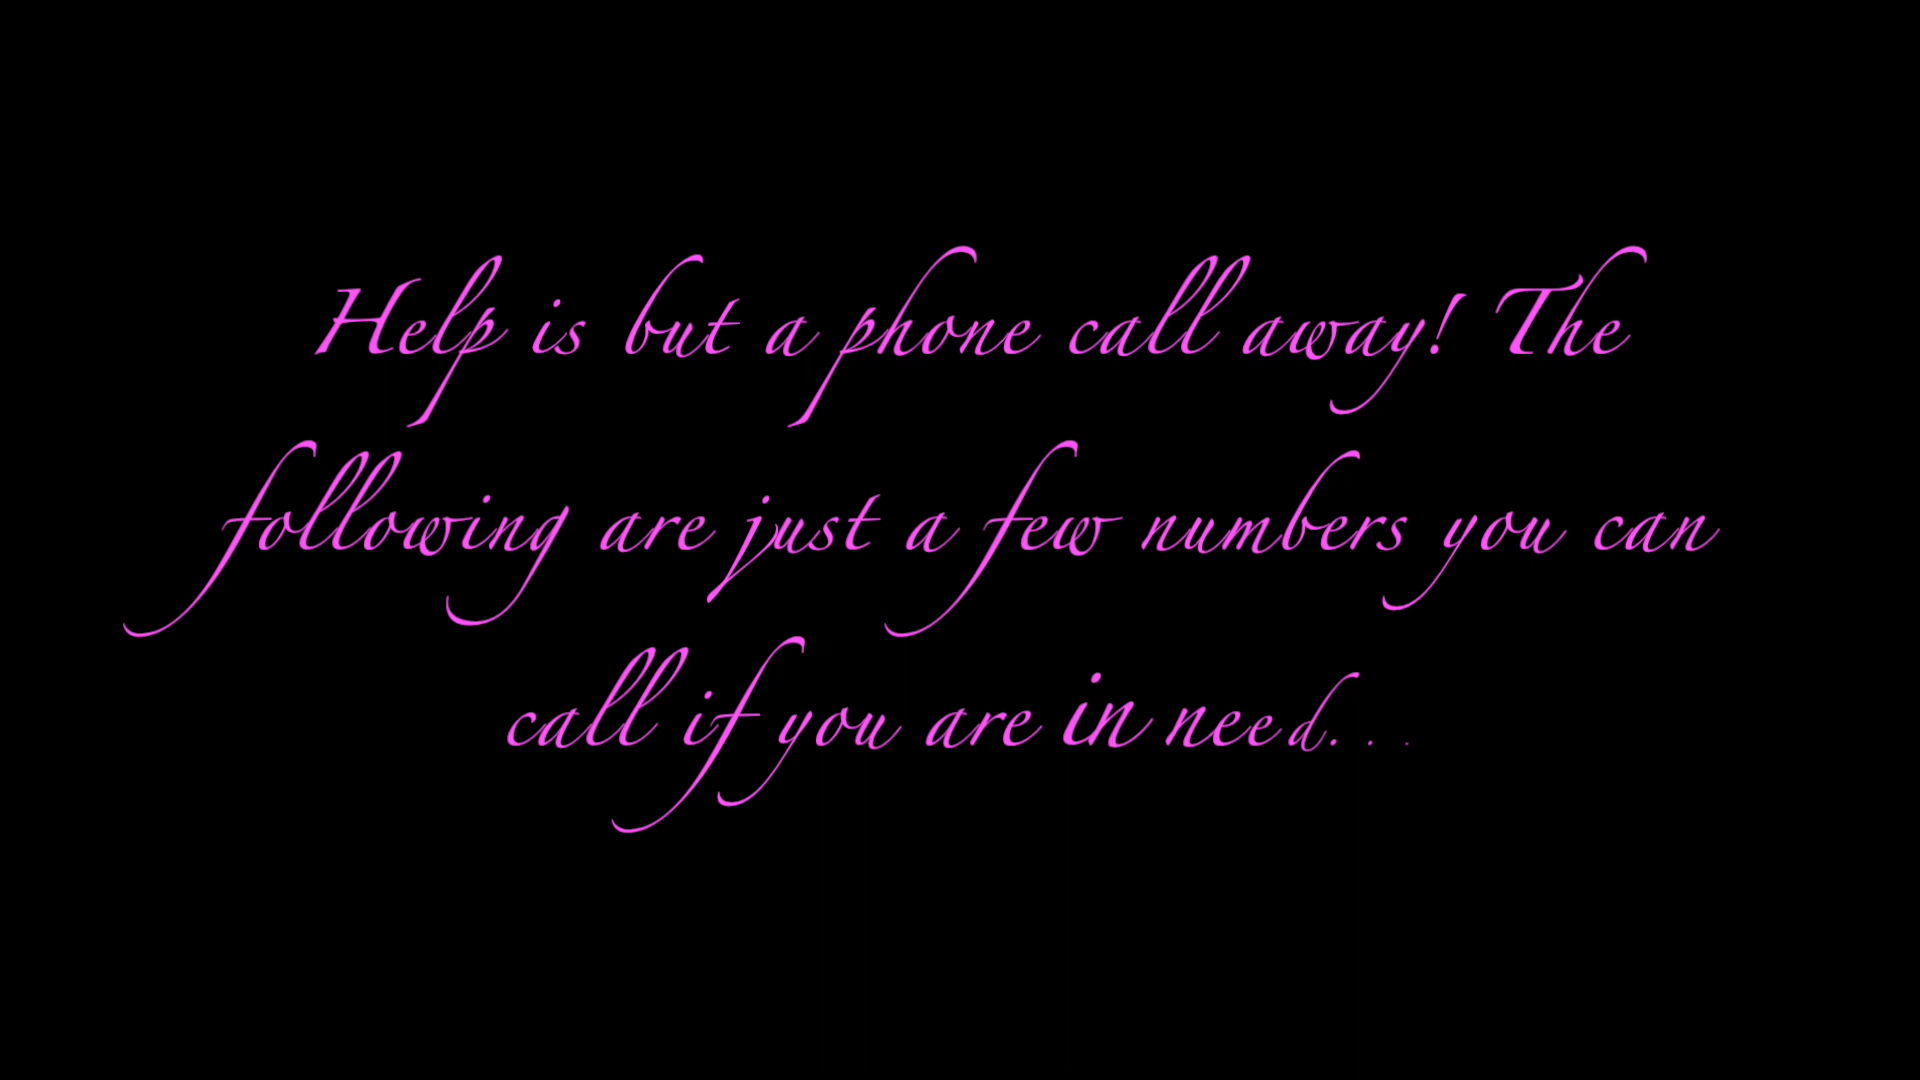 Help is but a phone call away! The
following are just a few numbers you can
call if you are in need...